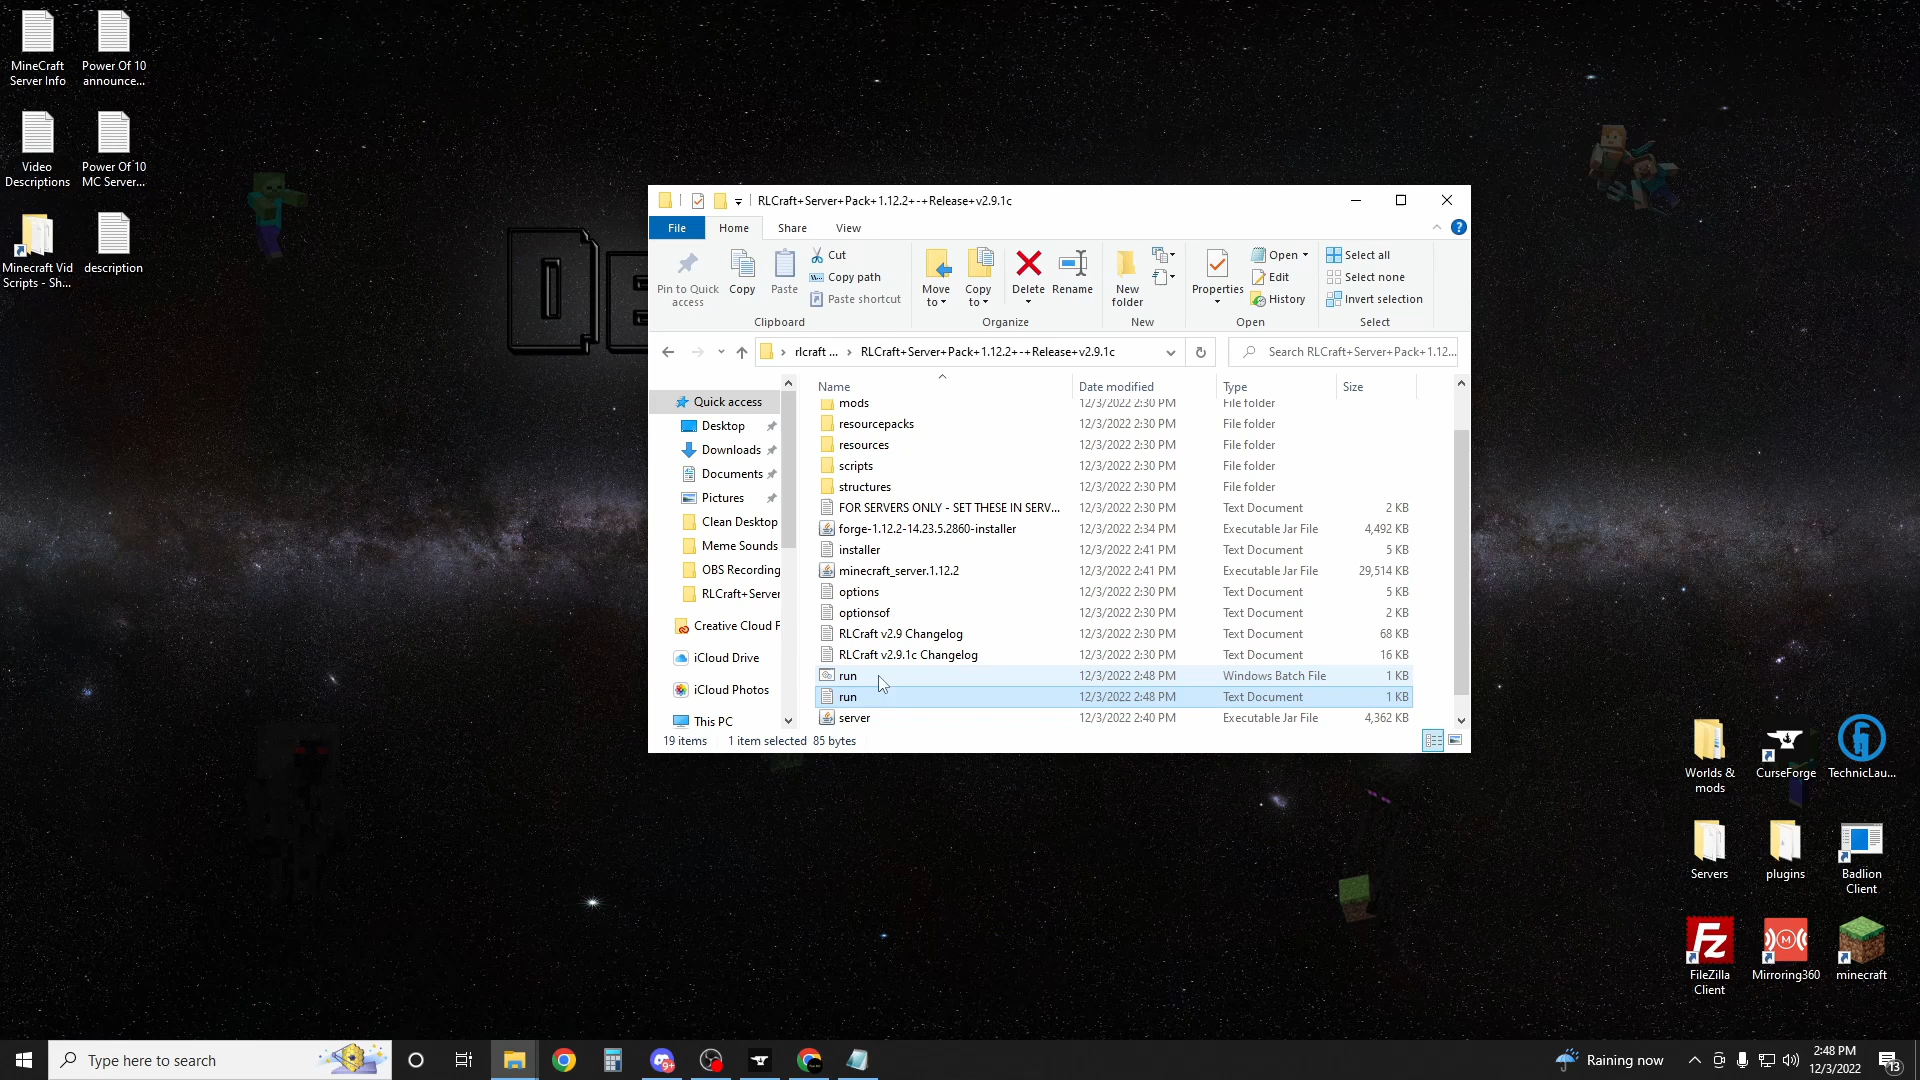 MineCraft
Server Info
Power Of 10
announce...
Video
Descriptions
Power Of 10
MC Server...
Minecraft Vid
Scripts - Sh...
description
DE
RLCraft+Server+Pack+1.12.2+-+Release+v2.9.1c
File
Home
Share
View
Pin to Quick
access
Copy
Paste
Cut
Copy path
Paste shortcut
Move
to
Copy
to
Delete
Rename
New
folder
Properties
Open
Edit
History
Select all
Select none
Invert selection
Clipboard
Organize
New
Open
Select
rlcraft ...
RLCraft+Server+Pack+1.12.2+-+Release+v2.9.1c
Search RLCraft+Server+Pack+1.12...
Name
Date modified
Type
Size
Quick access
Desktop
Downloads
Documents
Pictures
Clean Desktop
Meme Sounds
OBS Recording
RLCraft+Server
Creative Cloud F
iCloud Drive
iCloud Photos
This PC
mods 12/3/2022 2:30 PM File folder
resourcepacks 12/3/2022 2:30 PM File folder
resources 12/3/2022 2:30 PM File folder
scripts 12/3/2022 2:30 PM File folder
structures 12/3/2022 2:30 PM File folder
FOR SERVERS ONLY - SET THESE IN SERV... 12/3/2022 2:30 PM Text Document 2 KB
forge-1.12.2-14.23.5.2860-installer 12/3/2022 2:34 PM Executable Jar File 4,492 KB
installer 12/3/2022 2:41 PM Text Document 5 KB
minecraft_server.1.12.2 12/3/2022 2:41 PM Executable Jar File 29,514 KB
options 12/3/2022 2:30 PM Text Document 5 KB
optionsof 12/3/2022 2:30 PM Text Document 2 KB
RLCraft v2.9 Changelog 12/3/2022 2:30 PM Text Document 68 KB
RLCraft v2.9.1c Changelog 12/3/2022 2:30 PM Text Document 16 KB
run 12/3/2022 2:48 PM Windows Batch File 1 KB
run 12/3/2022 2:48 PM Text Document 1 KB
server 12/3/2022 2:40 PM Executable Jar File 4,362 KB
19 items 1 item selected 85 bytes
Worlds &
mods
CurseForge
TechnicLau...
Servers
plugins
Badlion
Client
FileZilla
Client
Mirroring360
minecraft
Type here to search
9+
Raining now
2:48 PM
12/3/2022
13